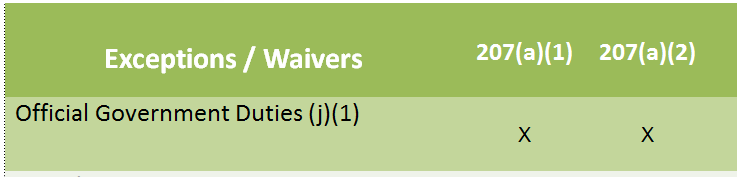 Exceptions / Waivers 207(a)(1) 207(a)(2)
Official Government Duties (j)(1)
X X